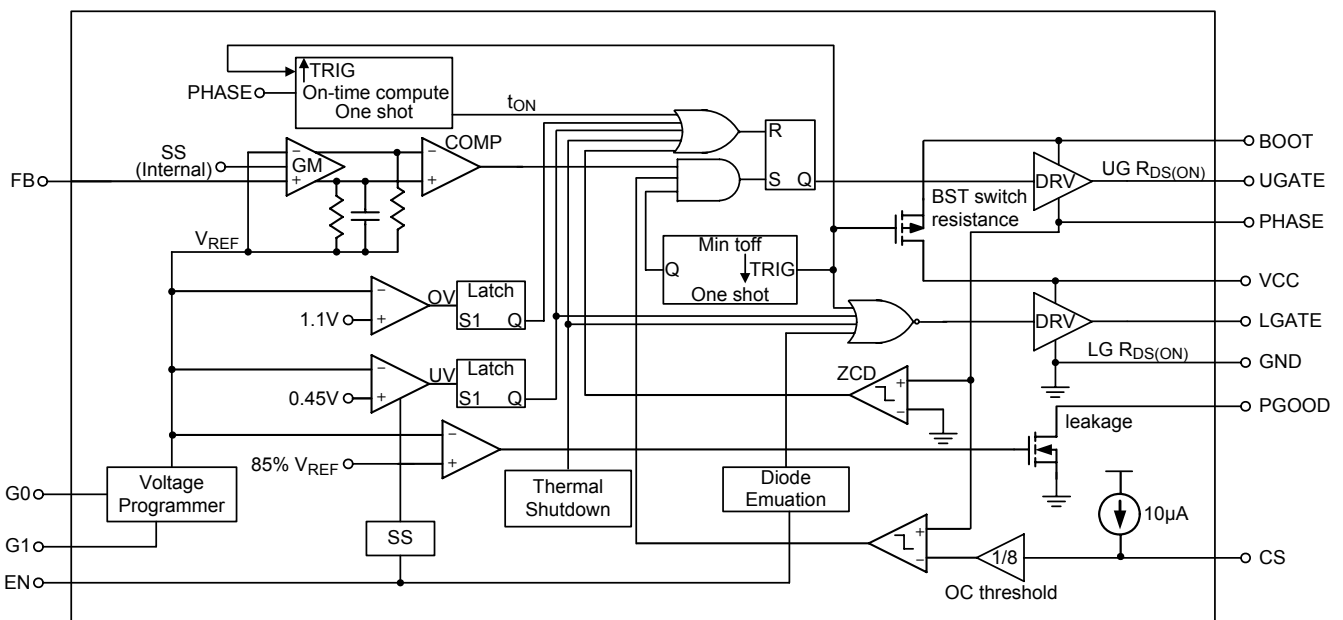 TRIG
PHASE
On-time compute
One shot
tON
COMP
R
S
Q
BOOT
SS
(Internal)
−
GM
+
−
+
FB
DRV
UG RDS(ON)
UGATE
BST switch
resistance
PHASE
VREF
Min toff
Q
TRIG
One shot
VCC
−
+
OV
Latch
S1
Q
1.1V
DRV
LGATE
LG RDS(ON)
GND
−
+
UV
Latch
S1
Q
0.45V
ZCD
+
−
PGOOD
leakage
−
+
85% VREF
G0
Voltage
Programmer
Thermal
Shutdown
Diode
Emuation
10µA
G1
SS
+
−
1/8
CS
EN
OC threshold